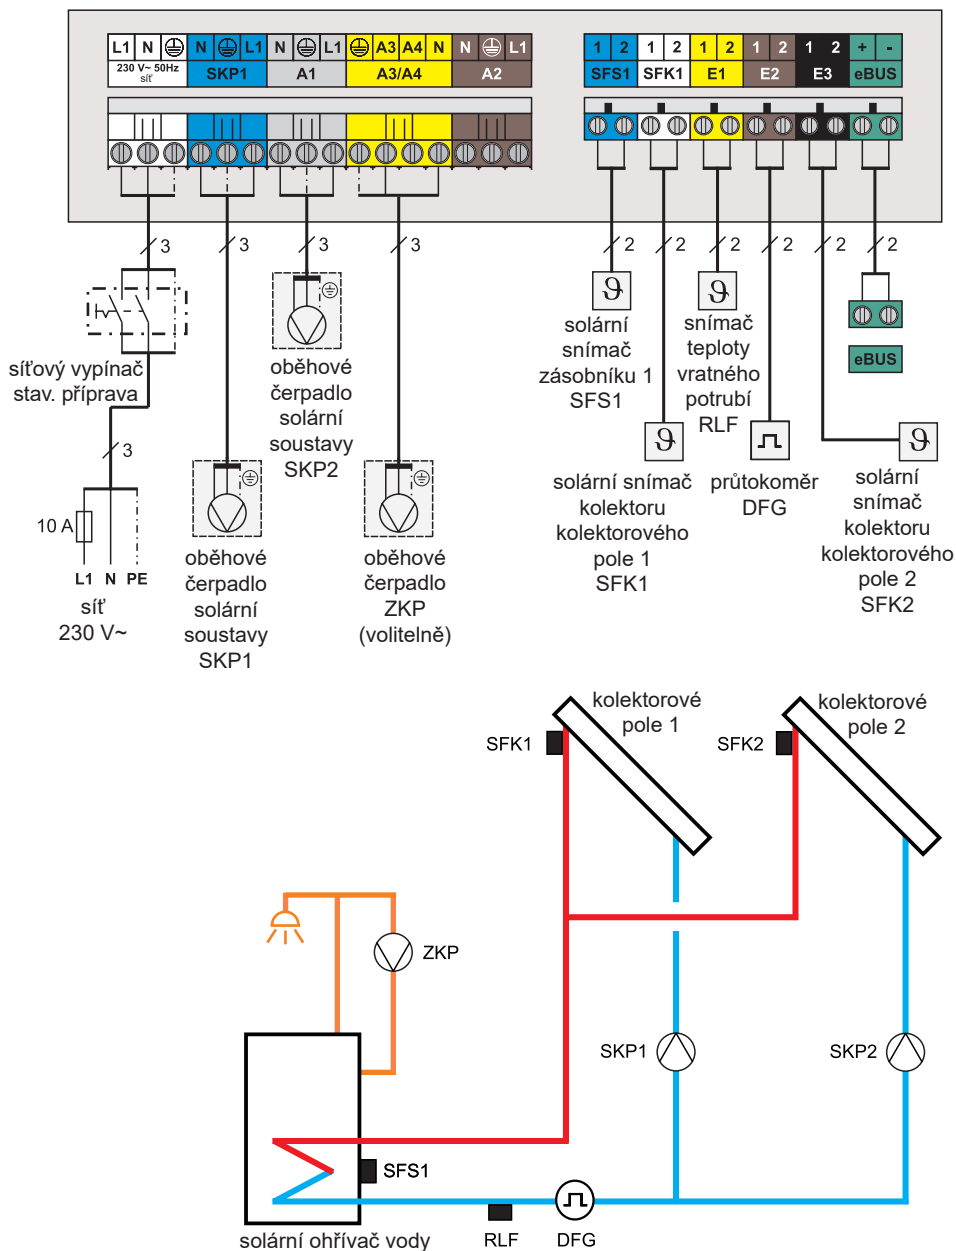 L1 N N L1 N L1 A3 A4 N N L1
230 V~ 50Hz
síť
SKP1 A1 A3/A4 A2
1 2 1 2 1 2 1 2 1 2 + -
SFS1 SFK1 E1 E2 E3 eBUS
3 3 3 3
2 2 2 2 2 2
síťový vypínač
stav. příprava
3
10 A
L1 N PE
síť
230 V~
oběhové
čerpadlo
solární
soustavy
SKP1
oběhové
čerpadlo
solární
soustavy
SKP2
oběhové
čerpadlo
ZKP
(volitelně)
ϑ
solární
snímač
zásobníku 1
SFS1
ϑ
solární snímač
kolektoru
kolektorového
pole 1
SFK1
ϑ
snímač
teploty
vratného
potrubí
RLF
průtokoměr
DFG
eBUS
ϑ
solární
snímač
kolektoru
kolektorového
pole 2
SFK2
kolektorové
pole 1
kolektorové
pole 2
SFK1
SFK2
ZKP
SKP1
SKP2
SFS1
solární ohřívač vody
RLF
DFG